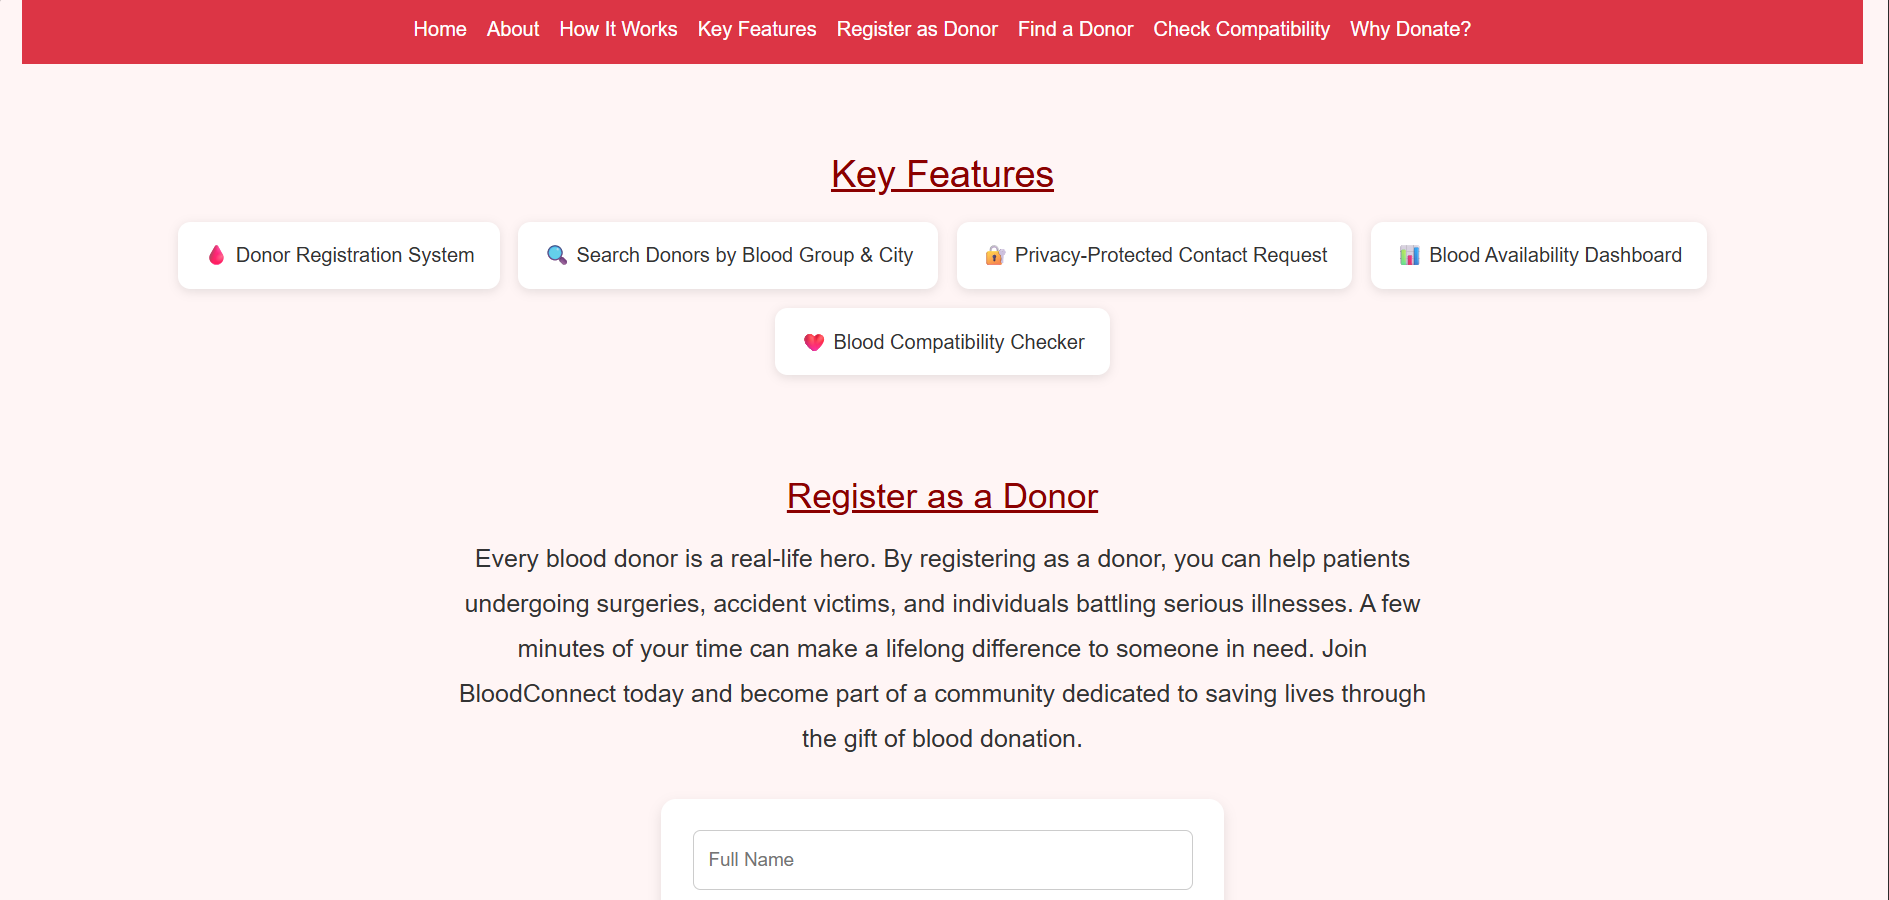 Home About How It Works Key Features Register as Donor Find a Donor Check Compatibility Why Donate?
Key Features
Donor Registration System Search Donors by Blood Group & City Privacy-Protected Contact Request Blood Availability Dashboard
Blood Compatibility Checker
Register as a Donor
Every blood donor is a real-life hero. By registering as a donor, you can help patients
undergoing surgeries, accident victims, and individuals battling serious illnesses. A few
minutes of your time can make a lifelong difference to someone in need. Join
BloodConnect today and become part of a community dedicated to saving lives through
the gift of blood donation.
Full Name